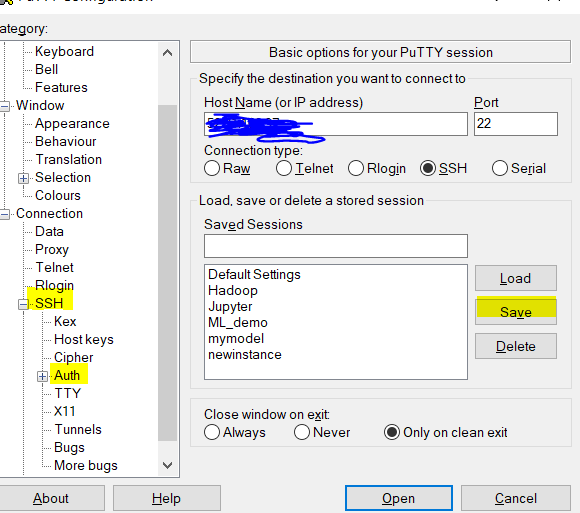 PuTTY Configuration
ategory:
Keyboard
Bell
Features
Window
Appearance
Behaviour
Translation
Selection
Colours
Connection
Data
Proxy
Telnet
Rlogin
SSH
Kex
Host keys
Cipher
Auth
TTY
X11
Tunnels
Bugs
More bugs
Basic options for your PuTTY session
Specify the destination you want to connect to
Host Name (or IP address) Port
22
Connection type:
Raw Telnet Rlogin SSH Serial
Load, save or delete a stored session
Saved Sessions
Default Settings
Hadoop
Jupyter
ML_demo
mymodel
newinstance
Load
Save
Delete
Close window on exit:
Always Never Only on clean exit
About Help Open Cancel